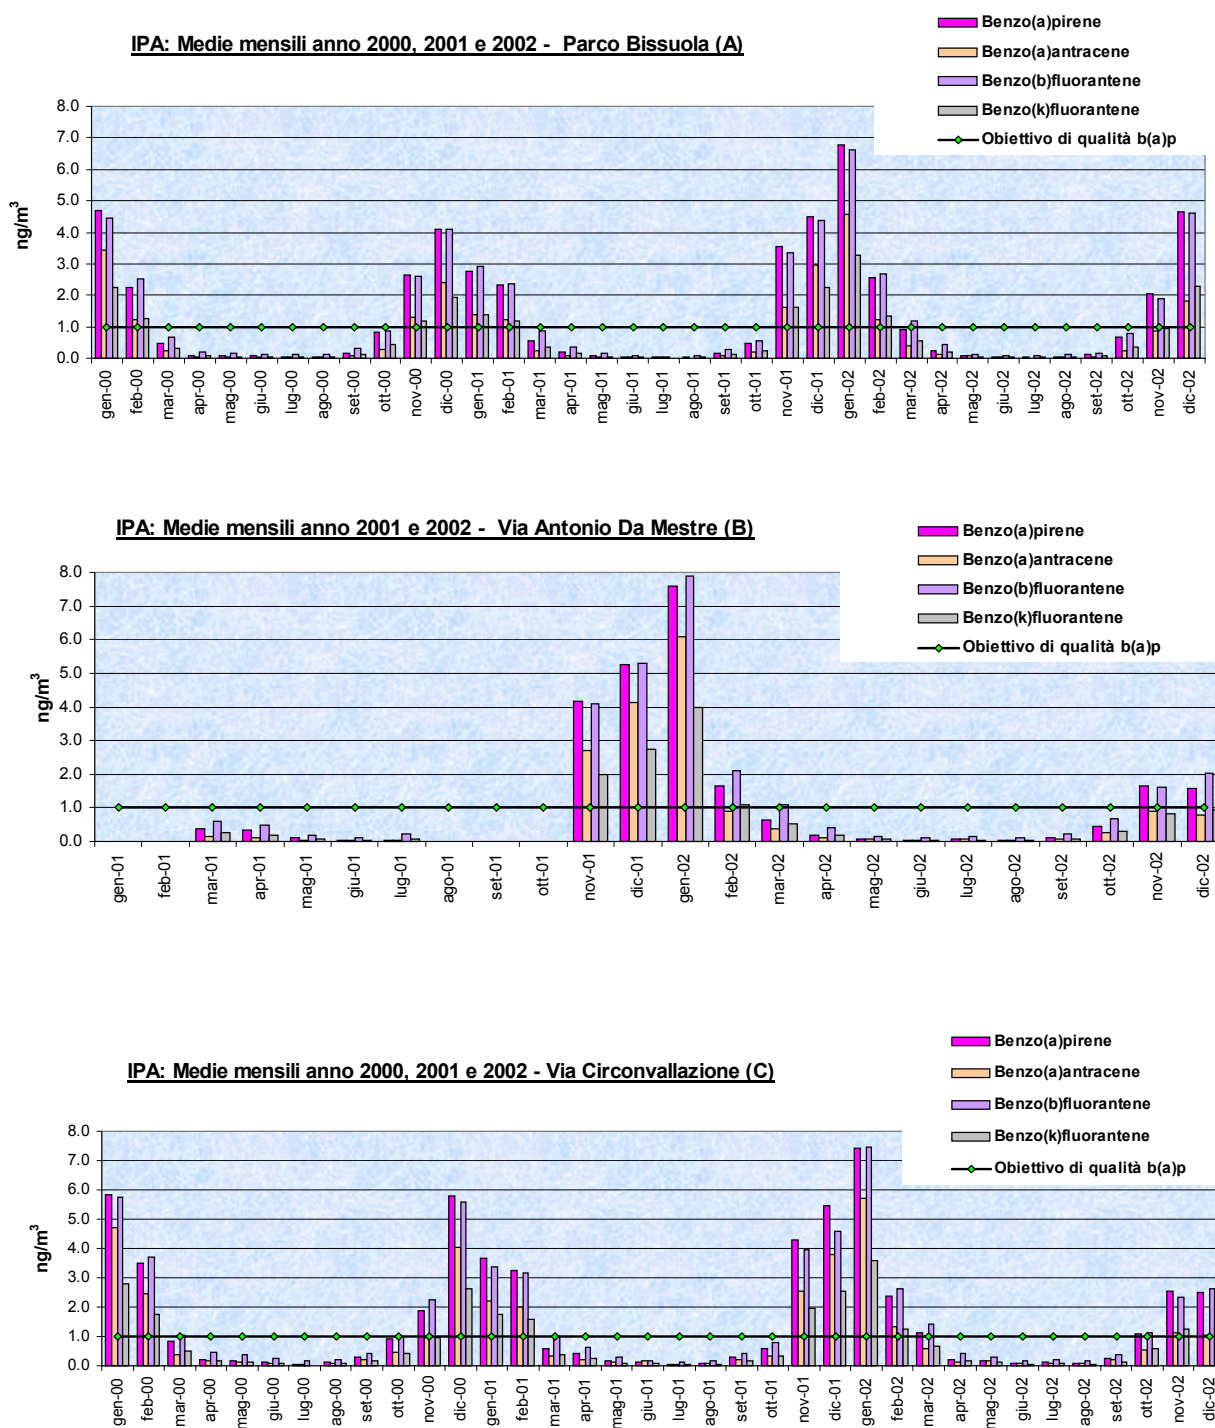 IPA: Medie mensili anno 2000, 2001 e 2002 - Parco Bissuola (A)
Benzo(a)pirene
Benzo(a)antracene
Benzo(b)fluorantene
Benzo(k)fluorantene
Obiettivo di qualità b(a)p
ng/m³
8.0
7.0
6.0
5.0
4.0
3.0
2.0
1.0
0.0
gen-00 feb-00 mar-00 apr-00 mag-00 giu-00 lug-00 ago-00 set-00 ott-00 nov-00 dic-00 gen-01 feb-01 mar-01 apr-01 mag-01 giu-01 lug-01 ago-01 set-01 ott-01 nov-01 dic-01 gen-02 feb-02 mar-02 apr-02 mag-02 giu-02 lug-02 ago-02 set-02 ott-02 nov-02 dic-02
IPA: Medie mensili anno 2001 e 2002 - Via Antonio Da Mestre (B)
Benzo(a)pirene
Benzo(a)antracene
Benzo(b)fluorantene
Benzo(k)fluorantene
Obiettivo di qualità b(a)p
ng/m³
8.0
7.0
6.0
5.0
4.0
3.0
2.0
1.0
0.0
gen-01 feb-01 mar-01 apr-01 mag-01 giu-01 lug-01 ago-01 set-01 ott-01 nov-01 dic-01 gen-02 feb-02 mar-02 apr-02 mag-02 giu-02 lug-02 ago-02 set-02 ott-02 nov-02 dic-02
IPA: Medie mensili anno 2000, 2001 e 2002 - Via Circonvallazione (C)
Benzo(a)pirene
Benzo(a)antracene
Benzo(b)fluorantene
Benzo(k)fluorantene
Obiettivo di qualità b(a)p
ng/m³
8.0
7.0
6.0
5.0
4.0
3.0
2.0
1.0
0.0
gen-00 feb-00 mar-00 apr-00 mag-00 giu-00 lug-00 ago-00 set-00 ott-00 nov-00 dic-00 gen-01 feb-01 mar-01 apr-01 mag-01 giu-01 lug-01 ago-01 set-01 ott-01 nov-01 dic-01 gen-02 feb-02 mar-02 apr-02 mag-02 giu-02 lug-02 ago-02 set-02 ott-02 nov-02 dic-02